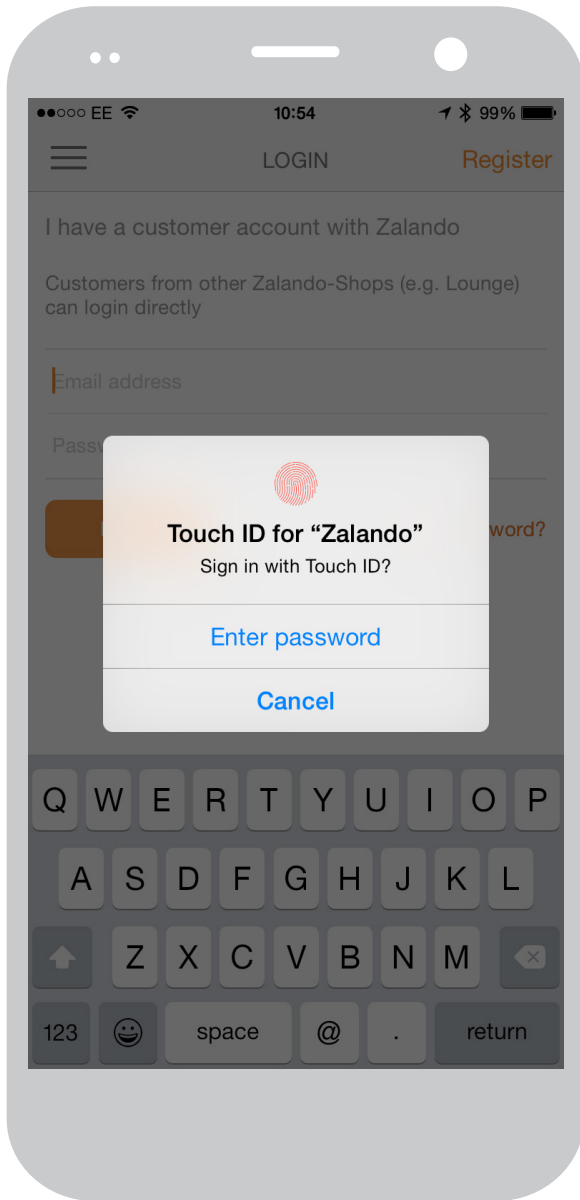 EE 10:54 99%
LOGIN Register
I have a customer account with Zalando
Customers from other Zalando-Shops (e.g. Lounge)
can login directly
Email address
Touch ID for “Zalando”
Sign in with Touch ID?
word?
Enter password
Cancel
Q W E R T Y U I O P
A S D F G H J K L
Z X C V B N M
123 space @ . return